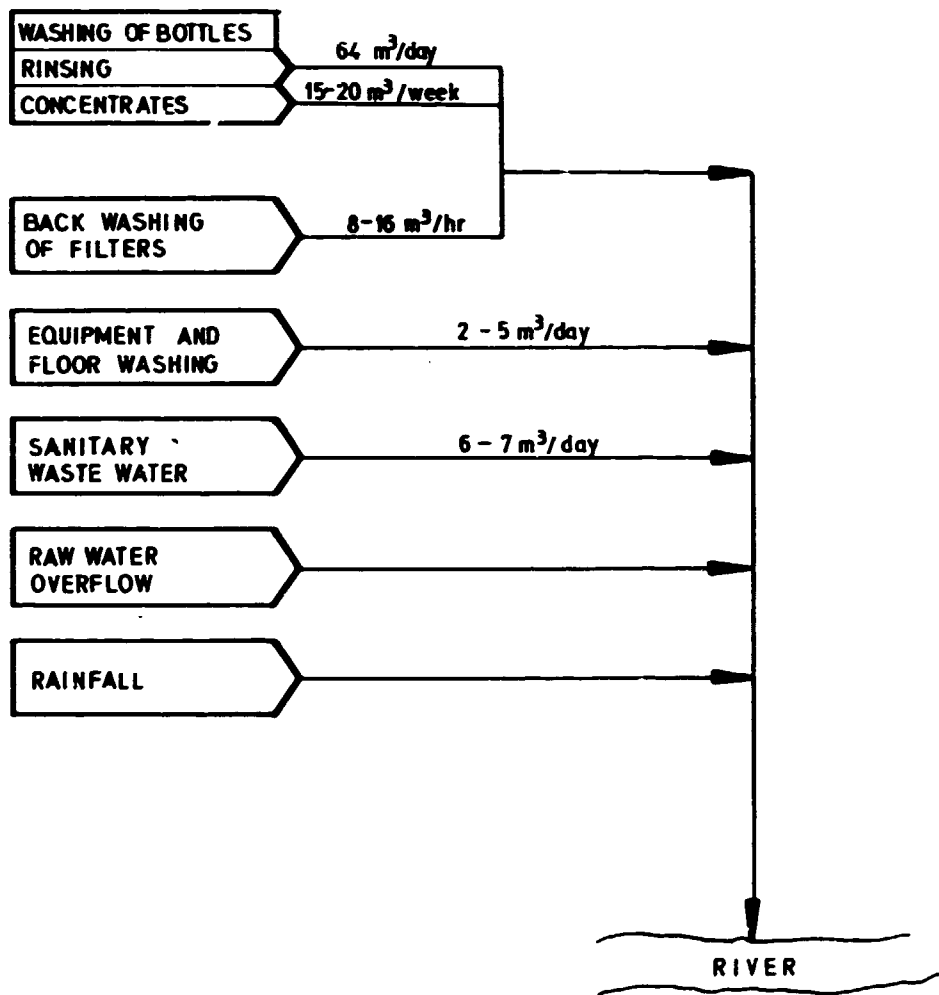 WASHING OF BOTTLES
RINSING
64 m³/day
CONCENTRATES
15-20 m³/week
BACK WASHING
OF FILTERS
8-16 m³/hr
EQUIPMENT AND
FLOOR WASHING
2 - 5 m³/day
SANITARY
WASTE WATER
6 - 7 m³/day
RAW WATER
OVERFLOW
RAINFALL
RIVER